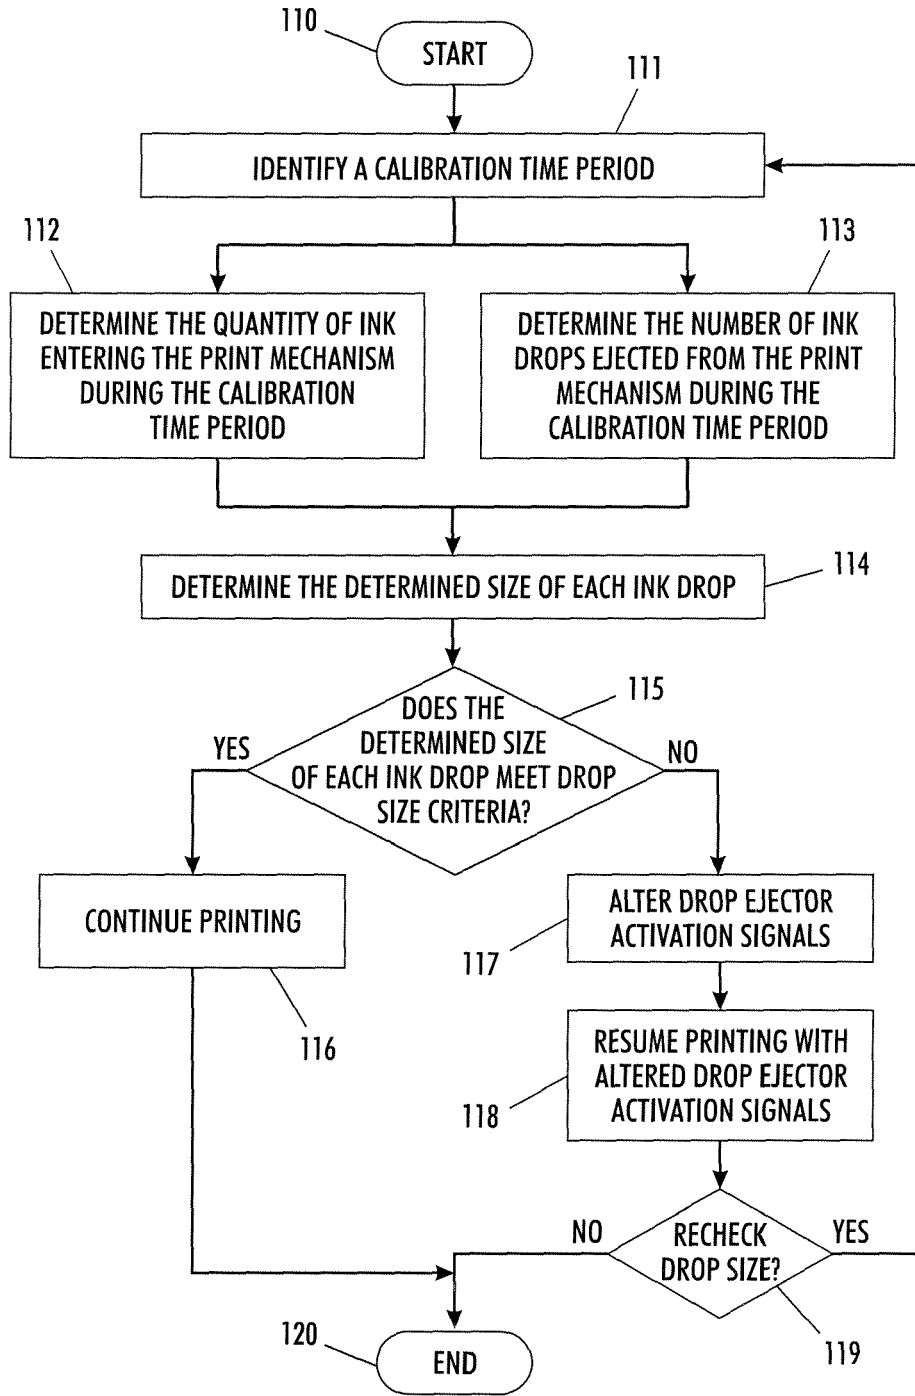 110
START
111
IDENTIFY A CALIBRATION TIME PERIOD
112
113
DETERMINE THE QUANTITY OF INK
ENTERING THE PRINT MECHANISM
DURING THE CALIBRATION
TIME PERIOD
DETERMINE THE NUMBER OF INK
DROPS EJECTED FROM THE PRINT
MECHANISM DURING THE
CALIBRATION TIME PERIOD
DETERMINE THE DETERMINED SIZE OF EACH INK DROP
114
115
DOES THE
DETERMINED SIZE
OF EACH INK DROP MEET DROP
SIZE CRITERIA?
YES
NO
CONTINUE PRINTING
116
ALTER DROP EJECTOR
ACTIVATION SIGNALS
117
RESUME PRINTING WITH
ALTERED DROP EJECTOR
ACTIVATION SIGNALS
118
NO
RECHECK
DROP SIZE?
YES
119
120
END